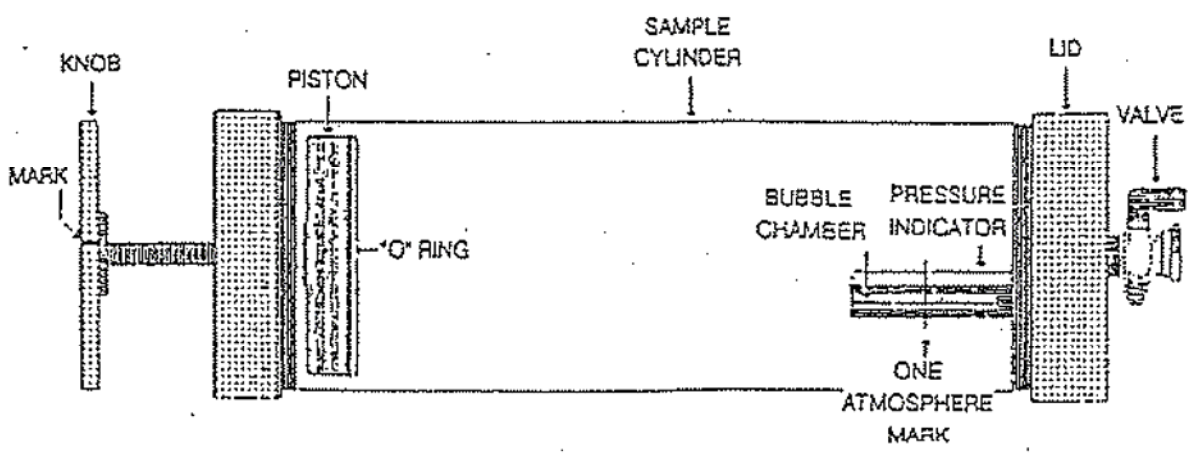 SAMPLE
CYLINDER
LID
KNOB
PISTON
VALVE
MARK
BUBBLE
CHAMBER
PRESSURE
INDICATOR
"O" RING
ONE
ATMOSPHERE
MARK